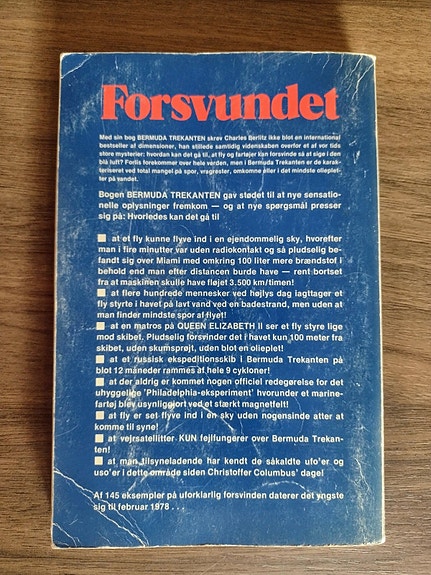 Forsvundet
Med sin bog BERMUDA TREKANTEN skrev Charles Berlitz ikke blot en international
bestseller af dimensioner, han stillede samtidig videnskaben overfor et af vor tids
store mysterier: hvordan kan det gå til, at fly og fartøjer kan forsvinde så at sige i den
blå luft? Forlis forekommer over hele verden, men i Bermuda Trekanten er de karak-
teriseret ved total mangel på spor, vragrester, omkomne eller i det mindste olieplet-
ter på vandet.
Bogen BERMUDA TREKANTEN gav stødet til at nye sensatio-
nelle oplysninger fremkom — og at nye spørgsmål presser
sig på: Hvorledes kan det gå til
at et fly kunne flyve ind i en ejendommelig sky, hvorefter
man i fire minutter var uden radiokontakt og så pludselig be-
fandt sig over Miami med omkring 100 liter mere brændstof i
behold end man efter distancen burde have — rent bortset
fra at maskinen skulle have fløjet 3.500 km/timen!
at flere hundrede mennesker ved højlys dag iagttager et
fly styrte i havet på lavt vand ved en badestrand, men uden at
man finder mindste spor af flyet!
at en matros på QUEEN ELIZABETH II ser et fly styre lige
mod skibet. Pludselig forsvinder det i havet kun 100 meter fra
skibet, uden skumsprøjt, uden blot en olieplet!
at et russisk ekspeditionsskib i Bermuda Trekanten på
blot 12 måneder rammes af hele 9 cykloner!
at der aldrig er kommet nogen officiel redegørelse for det
uhyggelige 'Philadelphia-eksperiment' hvorunder et marine-
fartøj blev usynliggjort ved et stærkt magnetfelt!
at fly er set flyve ind i en sky uden nogensinde atter at
komme til syne!
at vejrsatellitter KUN fejlfungerer over Bermuda Trekan-
ten!
at man tilsyneladende har kendt de såkaldte ufo'er og
uso'er i dette område siden Christoffer Columbus' dage!
Af 145 eksempler på uforklarlig forsvinden daterer det yngste
sig til februar 1978 . . .